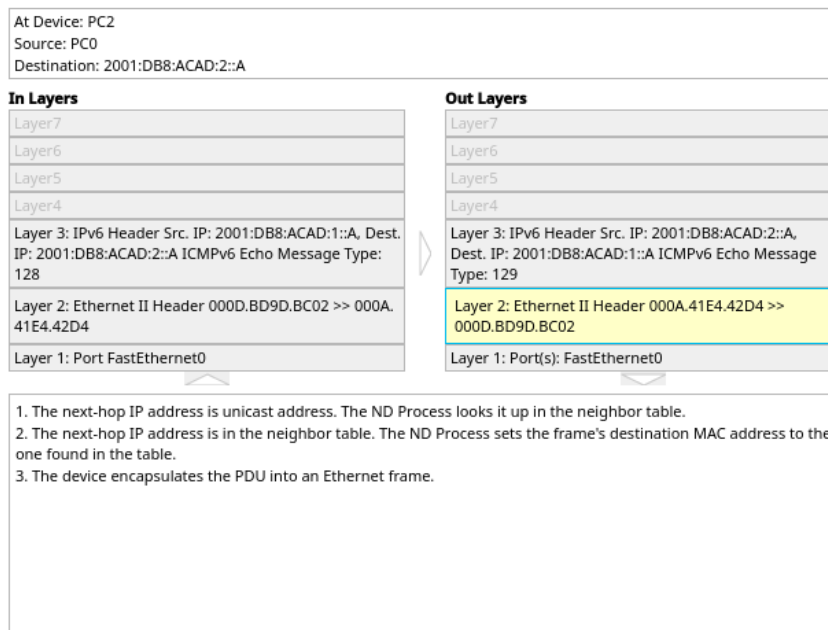 At Device: PC2
Source: PC0
Destination: 2001:DB8:ACAD:2::A
In Layers
Layer7
Layer6
Layer5
Layer4
Layer 3: IPv6 Header Src. IP: 2001:DB8:ACAD:1::A, Dest.
IP: 2001:DB8:ACAD:2::A ICMPv6 Echo Message Type:
128
Layer 2: Ethernet II Header 000D.BD9D.BC02 >> 000A.
41E4.42D4
Layer 1: Port FastEthernet0
Out Layers
Layer7
Layer6
Layer5
Layer4
Layer 3: IPv6 Header Src. IP: 2001:DB8:ACAD:2::A,
Dest. IP: 2001:DB8:ACAD:1::A ICMPv6 Echo Message
Type: 129
Layer 2: Ethernet II Header 000A.41E4.42D4 >>
000D.BD9D.BC02
Layer 1: Port(s): FastEthernet0
1. The next-hop IP address is unicast address. The ND Process looks it up in the neighbor table.
2. The next-hop IP address is in the neighbor table. The ND Process sets the frame's destination MAC address to the
one found in the table.
3. The device encapsulates the PDU into an Ethernet frame.